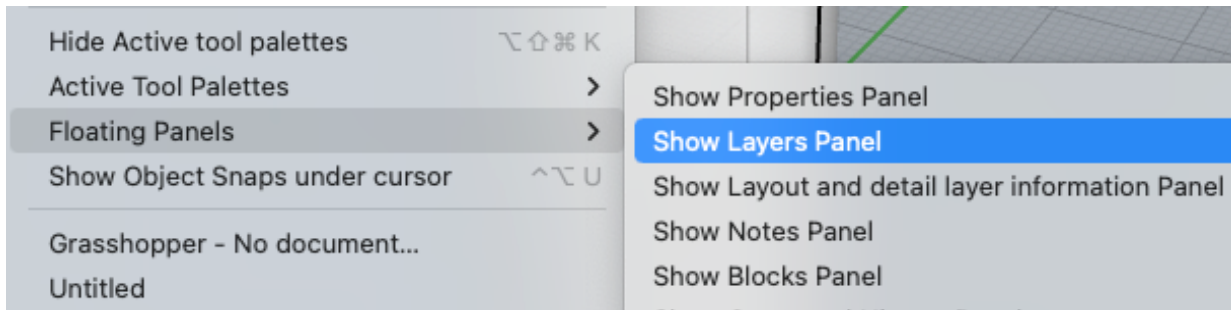 Hide Active tool palettes ⌥⇧⌘ K
Active Tool Palettes >
Floating Panels >
Show Object Snaps under cursor ^⌥ U
Grasshopper - No document...
Untitled
Show Properties Panel
Show Layers Panel
Show Layout and detail layer information Panel
Show Notes Panel
Show Blocks Panel